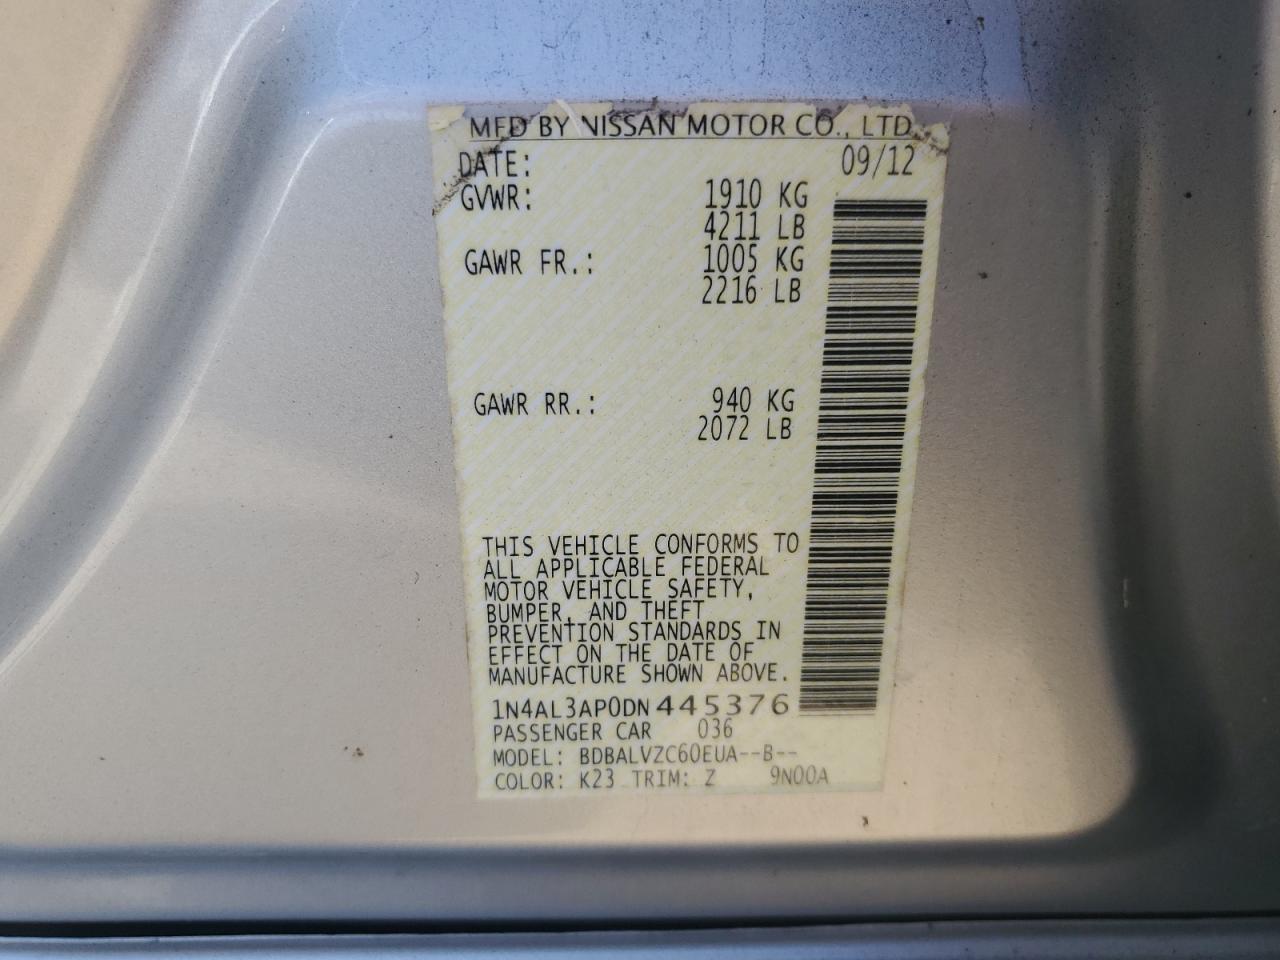 MFD BY NISSAN MOTOR CO., LTD.
DATE: 09/12
GVWR: 1910 KG
4211 LB
GAWR FR.: 1005 KG
2216 LB
GAWR RR.: 940 KG
2072 LB
THIS VEHICLE CONFORMS TO
ALL APPLICABLE FEDERAL
MOTOR VEHICLE SAFETY,
BUMPER, AND THEFT
PREVENTION STANDARDS IN
EFFECT ON THE DATE OF
MANUFACTURE SHOWN ABOVE.
1N4AL3AP0DN445376
PASSENGER CAR 036
MODEL: BDBALVZC60EUA--B--
COLOR: K23 TRIM: Z 9N00A